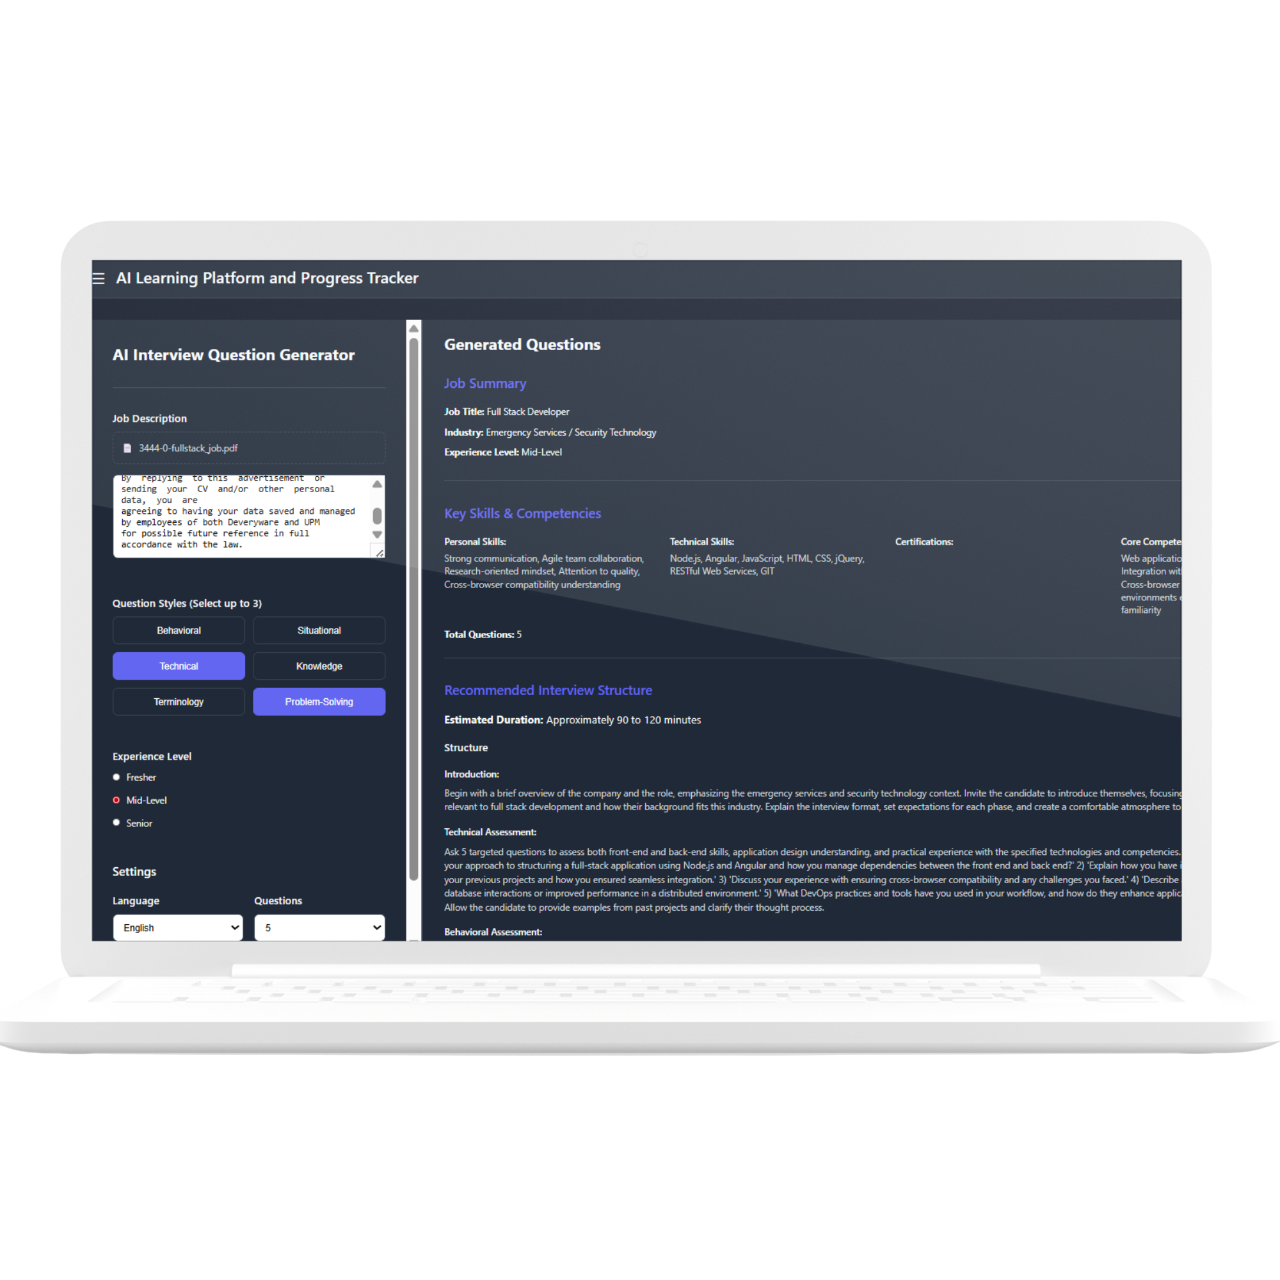 ☰ AI Learning Platform and Progress Tracker
AI Interview Question Generator
Job Description
3444-0-fullstack_job.pdf
by replying to this advertisement or
sending your CV and/or other personal
data, you are
agreeing to having your data saved and managed
by employees of both Deveryware and UPM
for possible future reference in full
accordance with the law.
Question Styles (Select up to 3)
Behavioral
Situational
Technical
Knowledge
Terminology
Problem-Solving
Experience Level
Fresher
Mid-Level
Senior
Settings
Language
Questions
English
5
Generated Questions
Job Summary
Job Title: Full Stack Developer
Industry: Emergency Services / Security Technology
Experience Level: Mid-Level
Key Skills & Competencies
Personal Skills:
Strong communication, Agile team collaboration,
Research-oriented mindset, Attention to quality,
Cross-browser compatibility understanding
Technical Skills:
Node.js, Angular, JavaScript, HTML, CSS, jQuery,
RESTful Web Services, GIT
Certifications:
Core Compete
Web applicatio
Integration wit
Cross-browser
environments
familiarity
Total Questions: 5
Recommended Interview Structure
Estimated Duration: Approximately 90 to 120 minutes
Structure
Introduction:
Begin with a brief overview of the company and the role, emphasizing the emergency services and security technology context. Invite the candidate to introduce themselves, focusing
relevant to full stack development and how their background fits this industry. Explain the interview format, set expectations for each phase, and create a comfortable atmosphere to
Technical Assessment:
Ask 5 targeted questions to assess both front-end and back-end skills, application design understanding, and practical experience with the specified technologies and competencies.
your approach to structuring a full-stack application using Node.js and Angular and how you manage dependencies between the front end and back end?' 2) 'Explain how you have
your previous projects and how you ensured seamless integration.' 3) 'Discuss your experience with ensuring cross-browser compatibility and any challenges you faced.' 4) 'Describe
database interactions or improved performance in a distributed environment.' 5) 'What DevOps practices and tools have you used in your workflow, and how do they enhance applic
Allow the candidate to provide examples from past projects and clarify their thought process.
Behavioral Assessment: